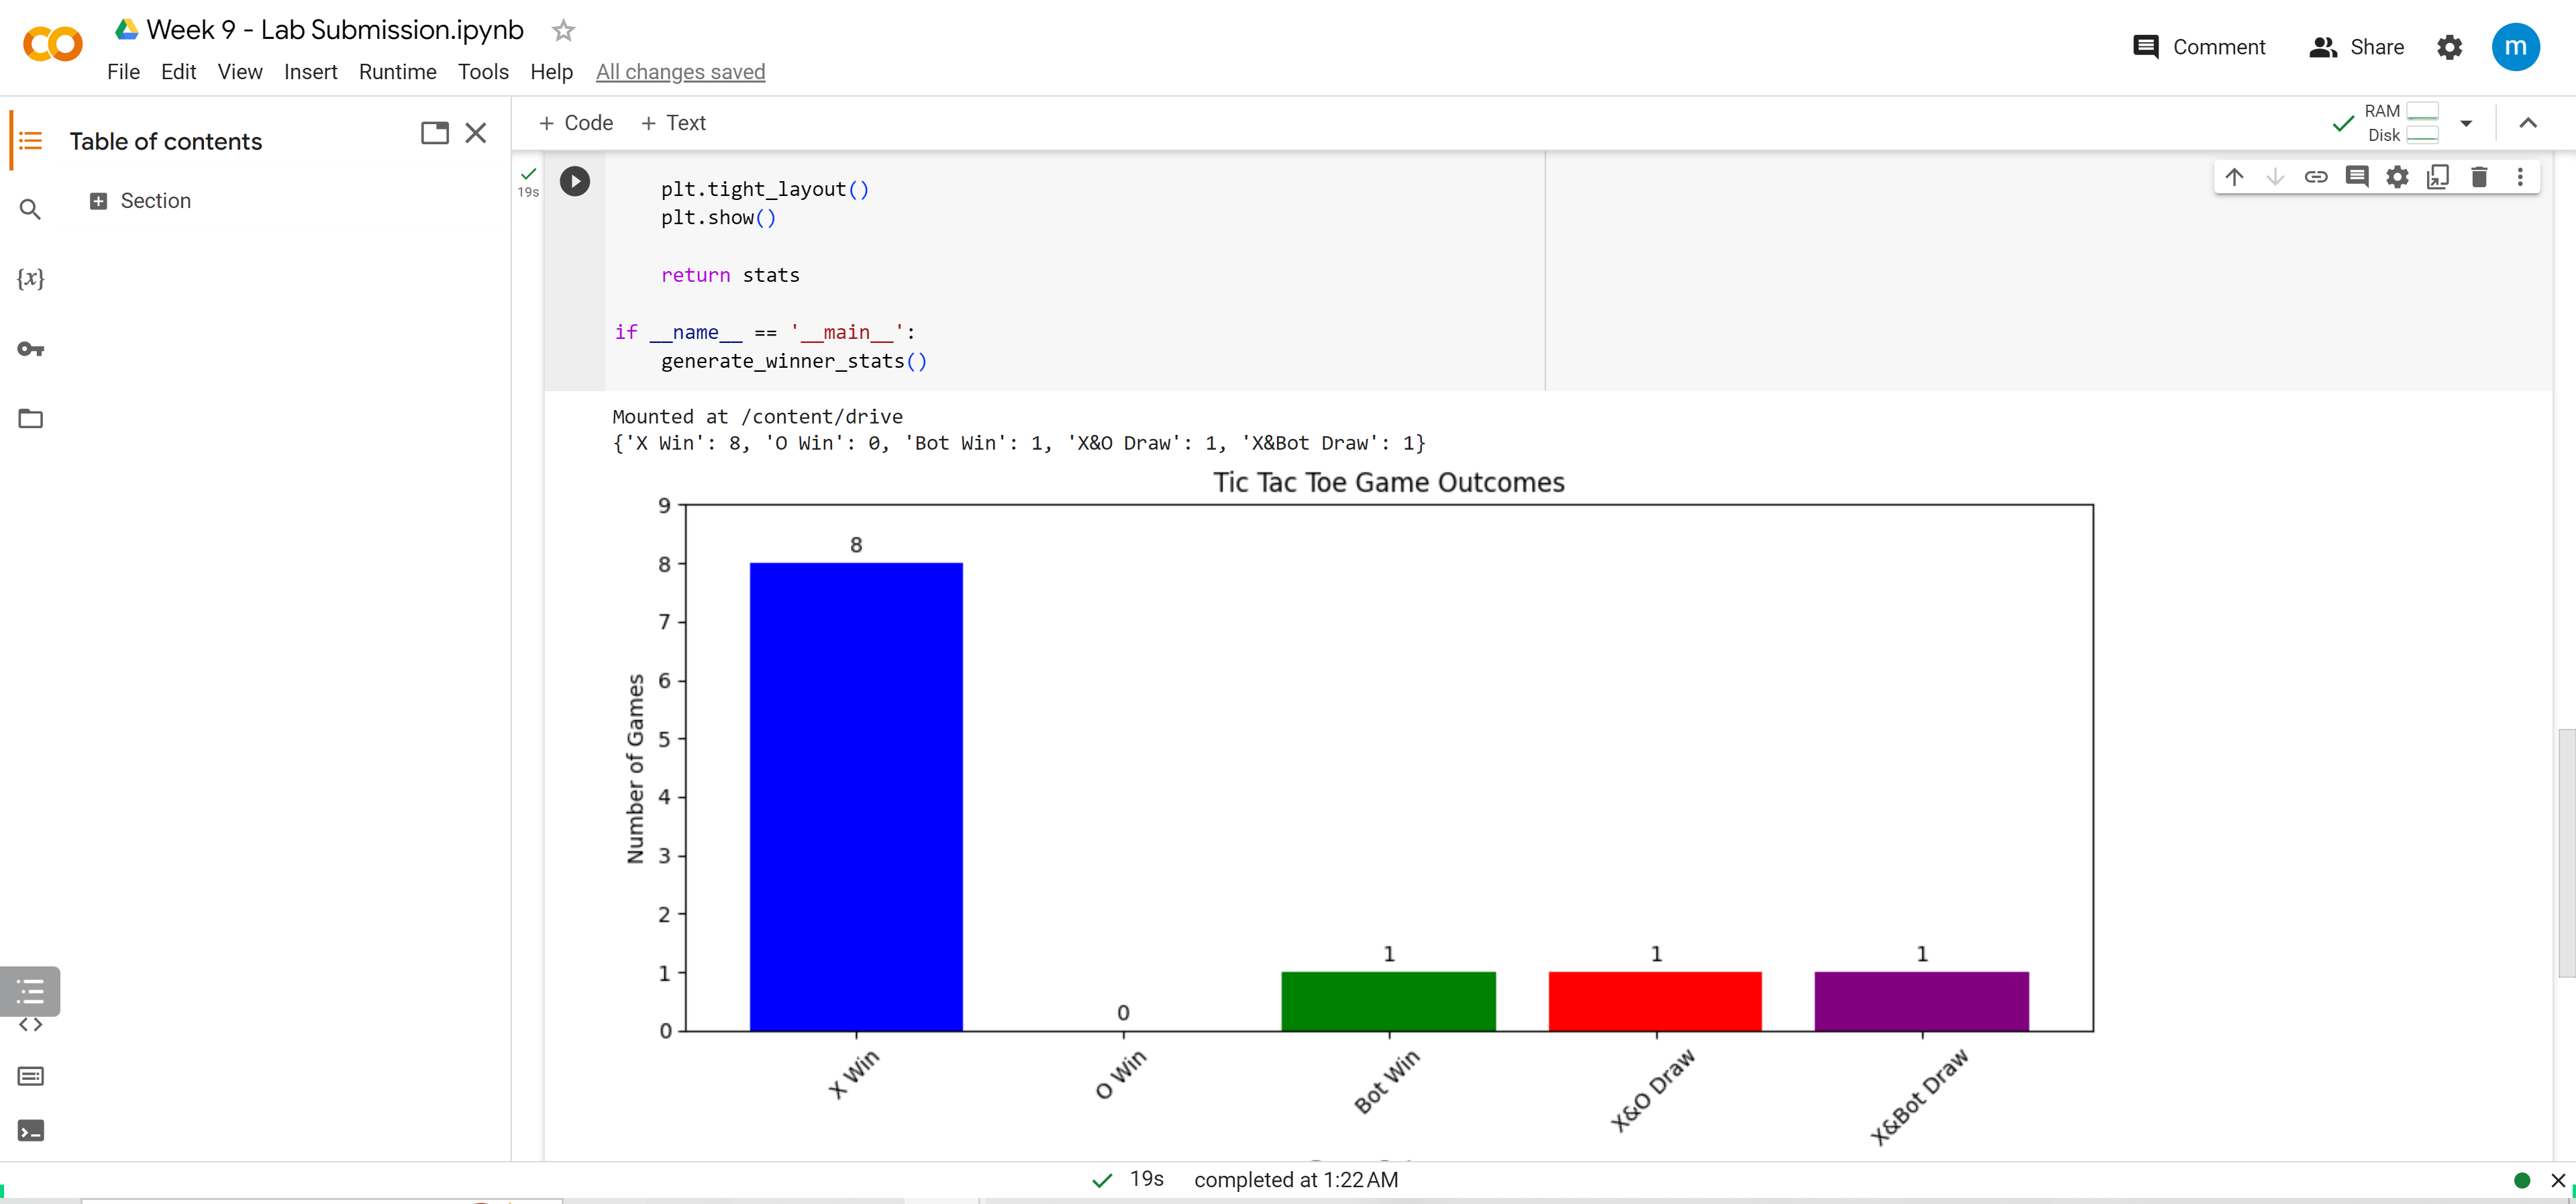 Week 9 - Lab Submission.ipynb
File Edit View Insert Runtime Tools Help All changes saved
Comment Share m
Table of contents
+ Section
+ Code + Text
RAM
Disk
19s
{x}
plt.tight_layout()
plt.show()
return stats
if __name__ == '__main__':
generate_winner_stats()
Mounted at /content/drive
{'X Win': 8, 'O Win': 0, 'Bot Win': 1, 'X&O Draw': 1, 'X&Bot Draw': 1}
Tic Tac Toe Game Outcomes
Number of Games
9
8
7
6
5
4
3
2
1
0
8
0
1
1
1
X Win
O Win
Bot Win
X&O Draw
X&Bot Draw
19s completed at 1:22 AM